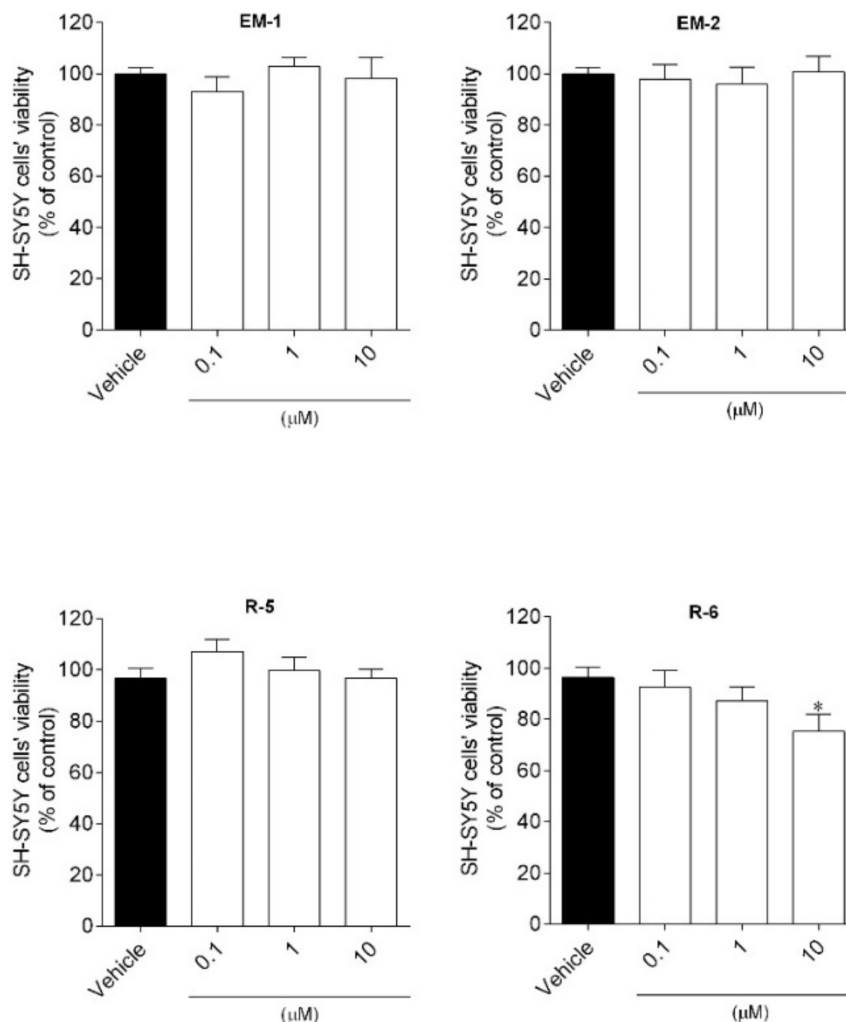 EM-1
SH-SY5Y cells' viability
(% of control)
120
100
80
60
40
20
0
Vehicle
0.1
1
10
(μM)
EM-2
SH-SY5Y cells' viability
(% of control)
120
100
80
60
40
20
0
Vehicle
0.1
1
10
(μM)
R-5
SH-SY5Y cells' viability
(% of control)
120
100
80
60
40
20
0
Vehicle
0.1
1
10
(μM)
R-6
SH-SY5Y cells' viability
(% of control)
120
100
80
60
40
20
0
*
Vehicle
0.1
1
10
(μM)